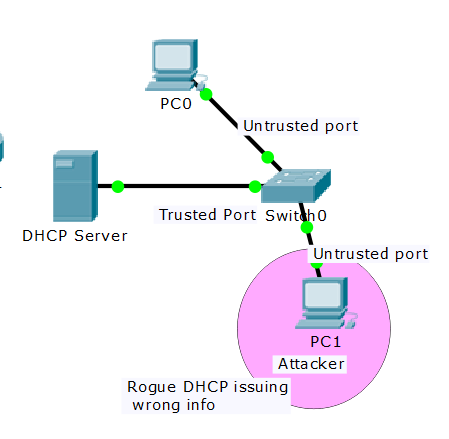 PC0
Untrusted port
Trusted Port
Switch0
DHCP Server
Untrusted port
PC1
Attacker
Rogue DHCP issuing
wrong info